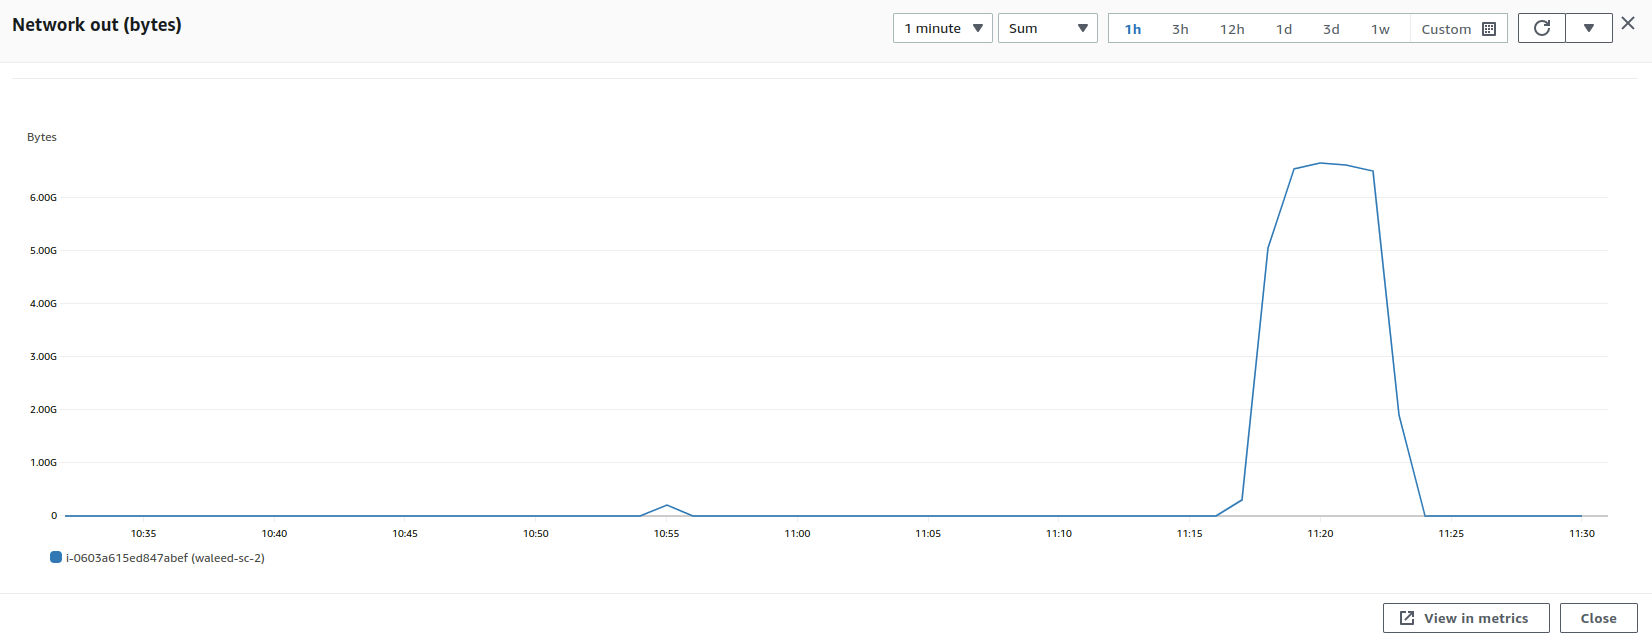 Network out (bytes)
1 minute Sum 1h 3h 12h 1d 3d 1w Custom
Bytes
6.00G
5.00G
4.00G
3.00G
2.00G
1.00G
0
10:35 10:40 10:45 10:50 10:55 11:00 11:05 11:10 11:15 11:20 11:25 11:30
i-0603a615ed847abef (waleed-sc-2)
View in metrics Close